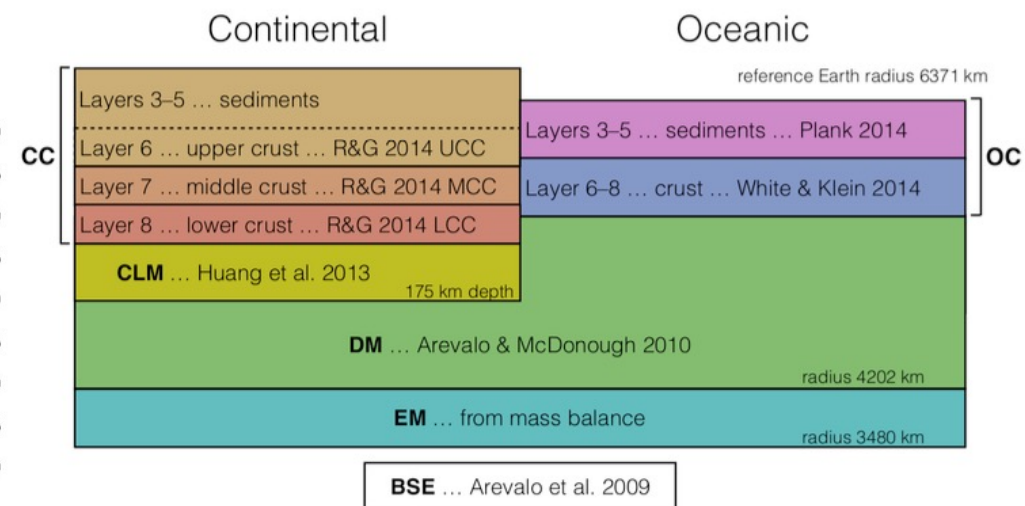 Continental
Oceanic
reference Earth radius 6371 km
CC
Layers 3–5 ... sediments
Layer 6 ... upper crust ... R&G 2014 UCC
Layer 7 ... middle crust ... R&G 2014 MCC
Layer 8 ... lower crust ... R&G 2014 LCC
CLM ... Huang et al. 2013
175 km depth
Layers 3–5 ... sediments ... Plank 2014
Layer 6–8 ... crust ... White & Klein 2014
OC
DM ... Arevalo & McDonough 2010
radius 4202 km
EM ... from mass balance
radius 3480 km
BSE ... Arevalo et al. 2009